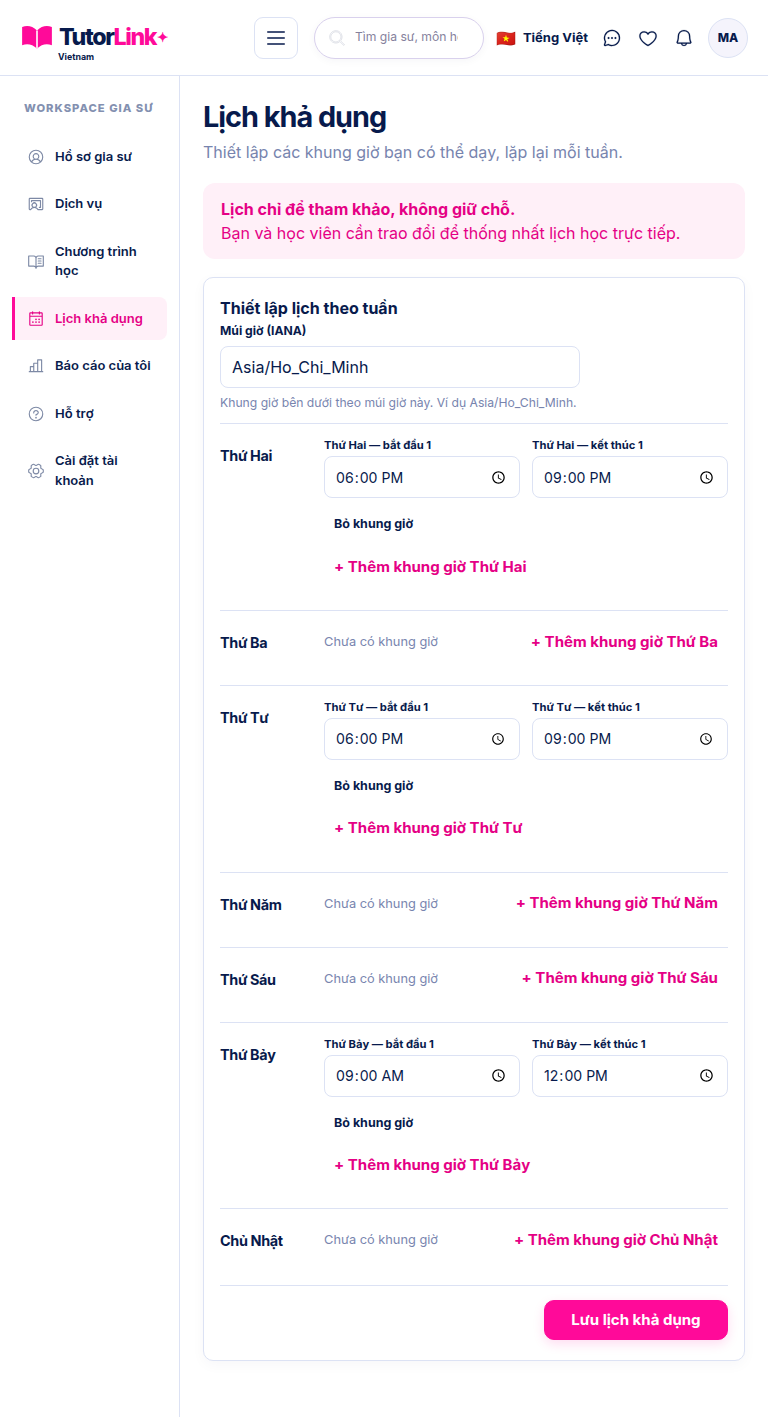 TutorLink
Vietnam
Tìm gia sư, môn h
Tiếng Việt
MA
WORKSPACE GIA SƯ
Hồ sơ gia sư
Dịch vụ
Chương trình
học
Lịch khả dụng
Báo cáo của tôi
Hỗ trợ
Cài đặt tài
khoản
Lịch khả dụng
Thiết lập các khung giờ bạn có thể dạy, lặp lại mỗi tuần.
Lịch chỉ để tham khảo, không giữ chỗ.
Bạn và học viên cần trao đổi để thống nhất lịch học trực tiếp.
Thiết lập lịch theo tuần
Múi giờ (IANA)
Asia/Ho_Chi_Minh
Khung giờ bên dưới theo múi giờ này. Ví dụ Asia/Ho_Chi_Minh.
Thứ Hai
Thứ Hai — bắt đầu 1
Thứ Hai — kết thúc 1
06:00 PM
09:00 PM
Bỏ khung giờ
+ Thêm khung giờ Thứ Hai
Thứ Ba
Chưa có khung giờ
+ Thêm khung giờ Thứ Ba
Thứ Tư
Thứ Tư — bắt đầu 1
Thứ Tư — kết thúc 1
06:00 PM
09:00 PM
Bỏ khung giờ
+ Thêm khung giờ Thứ Tư
Thứ Năm
Chưa có khung giờ
+ Thêm khung giờ Thứ Năm
Thứ Sáu
Chưa có khung giờ
+ Thêm khung giờ Thứ Sáu
Thứ Bảy
Thứ Bảy — bắt đầu 1
Thứ Bảy — kết thúc 1
09:00 AM
12:00 PM
Bỏ khung giờ
+ Thêm khung giờ Thứ Bảy
Chủ Nhật
Chưa có khung giờ
+ Thêm khung giờ Chủ Nhật
Lưu lịch khả dụng